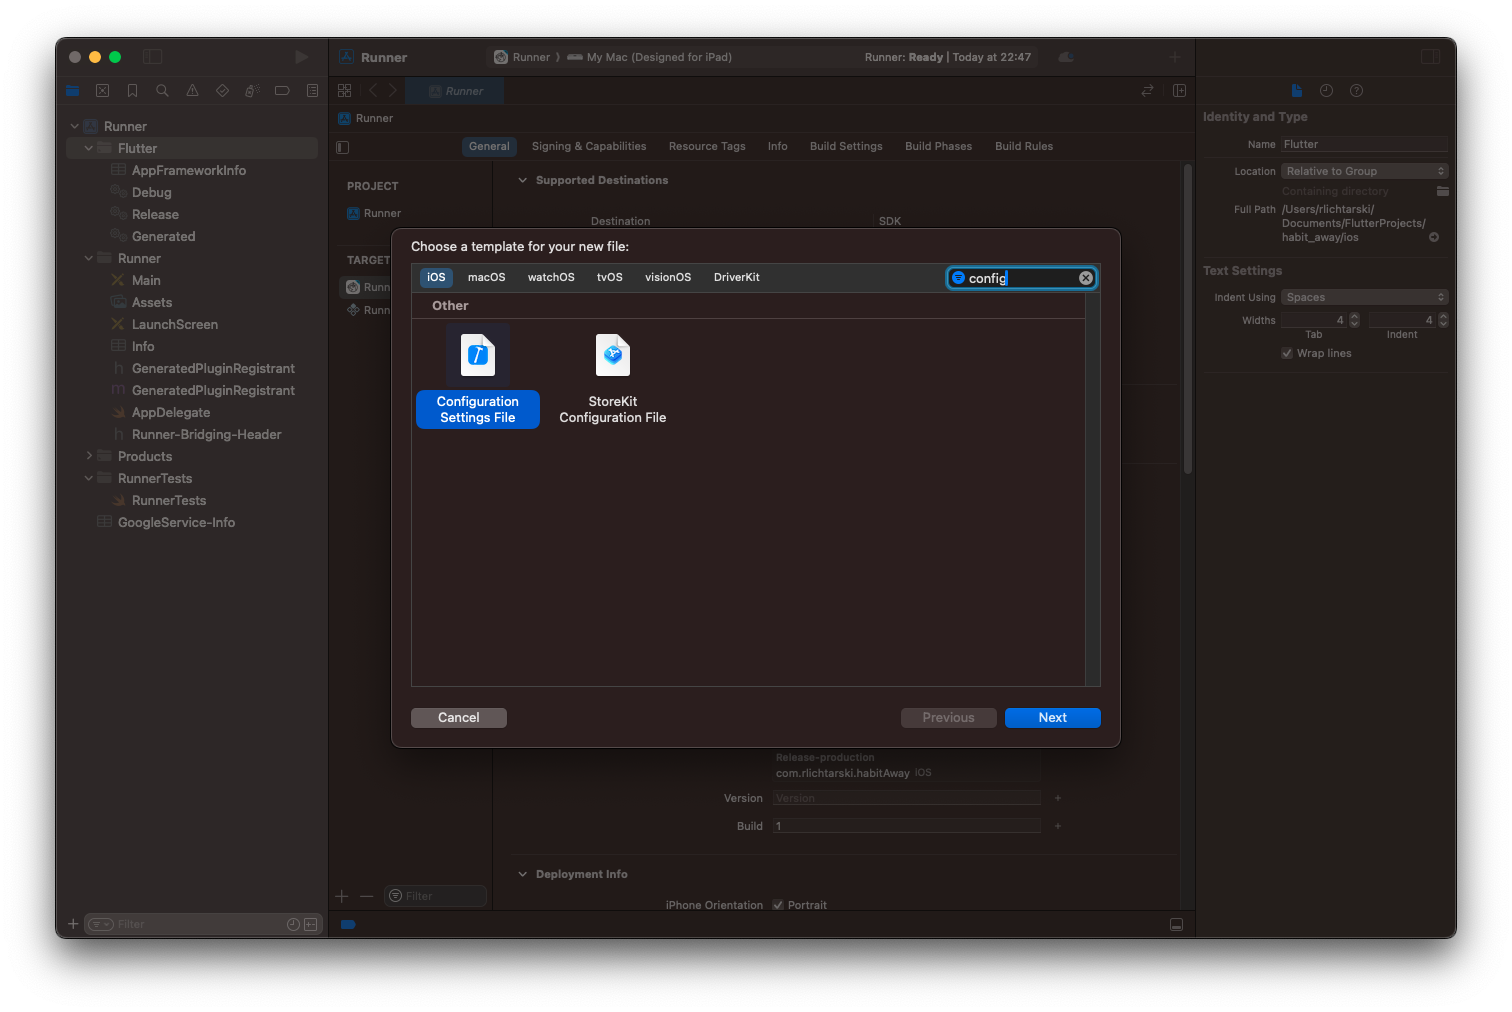 Runner
Runner
My Mac (Designed for iPad)
Runner: Ready | Today at 22:47
Runner
Runner
Runner
Flutter
AppFrameworkInfo
Debug
Release
Generated
Runner
Main
Assets
LaunchScreen
Info
GeneratedPluginRegistrant
GeneratedPluginRegistrant
AppDelegate
Runner-Bridging-Header
Products
RunnerTests
RunnerTests
GoogleService-Info
Filter
General
Signing & Capabilities
Resource Tags
Info
Build Settings
Build Phases
Build Rules
PROJECT
Runner
TARGET
Runn
Runn
Filter
Supported Destinations
Destination
SDK
Choose a template for your new file:
iOS
macOS
watchOS
tvOS
visionOS
DriverKit
config
Other
Configuration
Settings File
StoreKit
Configuration File
Cancel
Previous
Next
Release-production
com.rlichtarski.habitAway iOS
Version
Version
Build
1
Deployment Info
iPhone Orientation
Portrait
Identity and Type
Name
Flutter
Location
Relative to Group
Containing directory
Full Path
/Users/rlichtarski/
Documents/FlutterProjects/
habit_away/ios
Text Settings
Indent Using
Spaces
Widths
4
4
Tab
Indent
Wrap lines